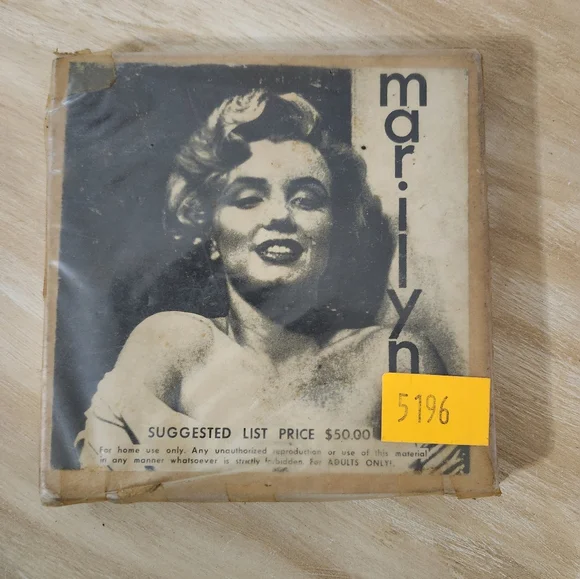 marilyn
5196
SUGGESTED LIST PRICE $50.00
For home use only. Any unauthorized reproduction or use of this material
in any manner whatsoever is strictly forbidden. For ADULTS ONLY!.